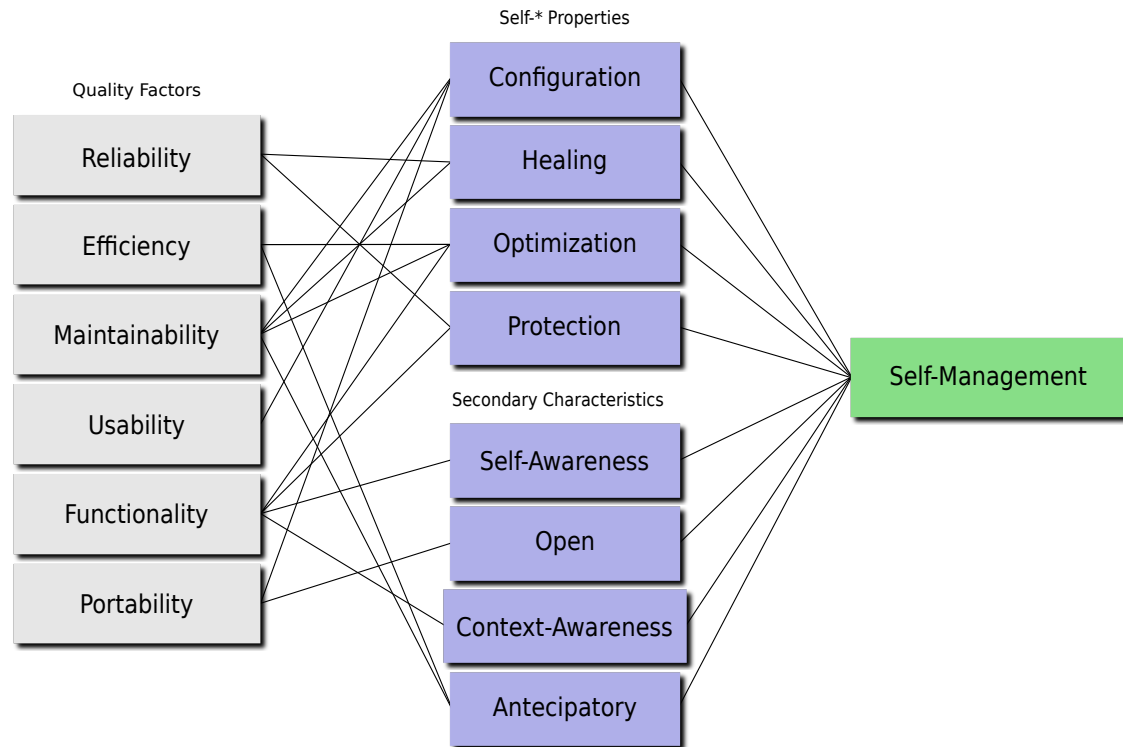 Self-* Properties
Quality Factors
Configuration
Reliability
Healing
Efficiency
Optimization
Maintainability
Protection
Self-Management
Usability
Secondary Characteristics
Self-Awareness
Functionality
Open
Portability
Context-Awareness
Antecipatory